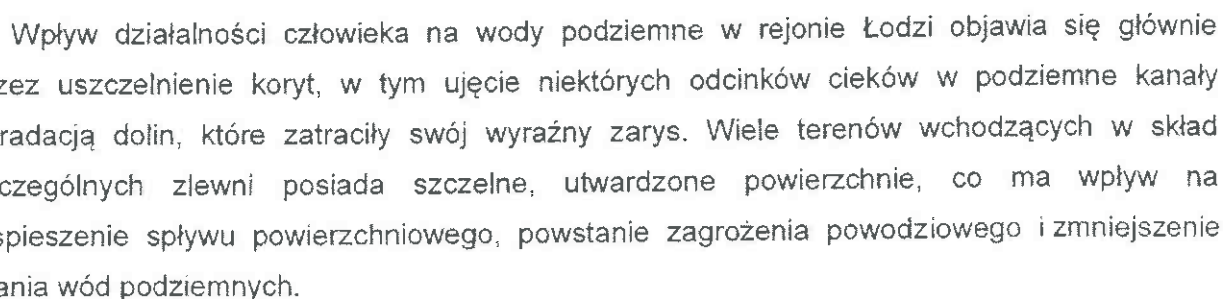 Wpływ działalności człowieka na wody podziemne w rejonie Łodzi objawia się głównie
zez uszczelnienie koryt, w tym ujęcie niektórych odcinków cieków w podziemne kanały
radacją dolin, które zatraciły swój wyraźny zarys. Wiele terenów wchodzących w skład
czególnych zlewni posiada szczelne, utwardzone powierzchnie, co ma wpływ na
spieszenie spływu powierzchniowego, powstanie zagrożenia powodziowego i zmniejszenie
ania wód podziemnych.